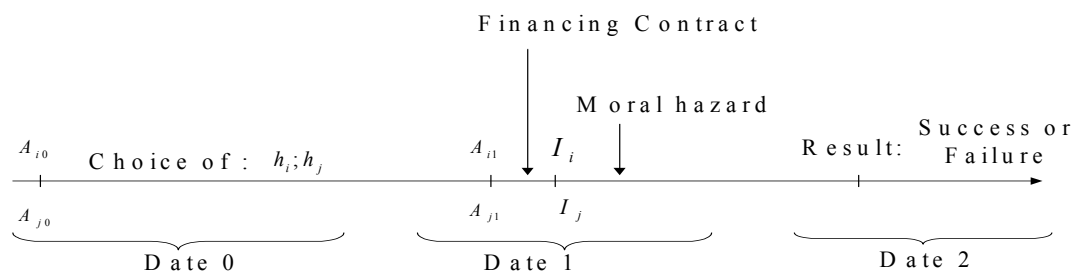 Financing Contract
Moral hazard
A_{i0} Choice of: h_i; h_j A_{i1} I_i Result: Success or Failure
A_{j0} A_{j1} I_j
Date 0 Date 1 Date 2